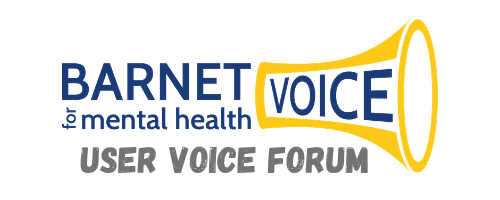 BARNET VOICE
for mental health
USER VOICE FORUM